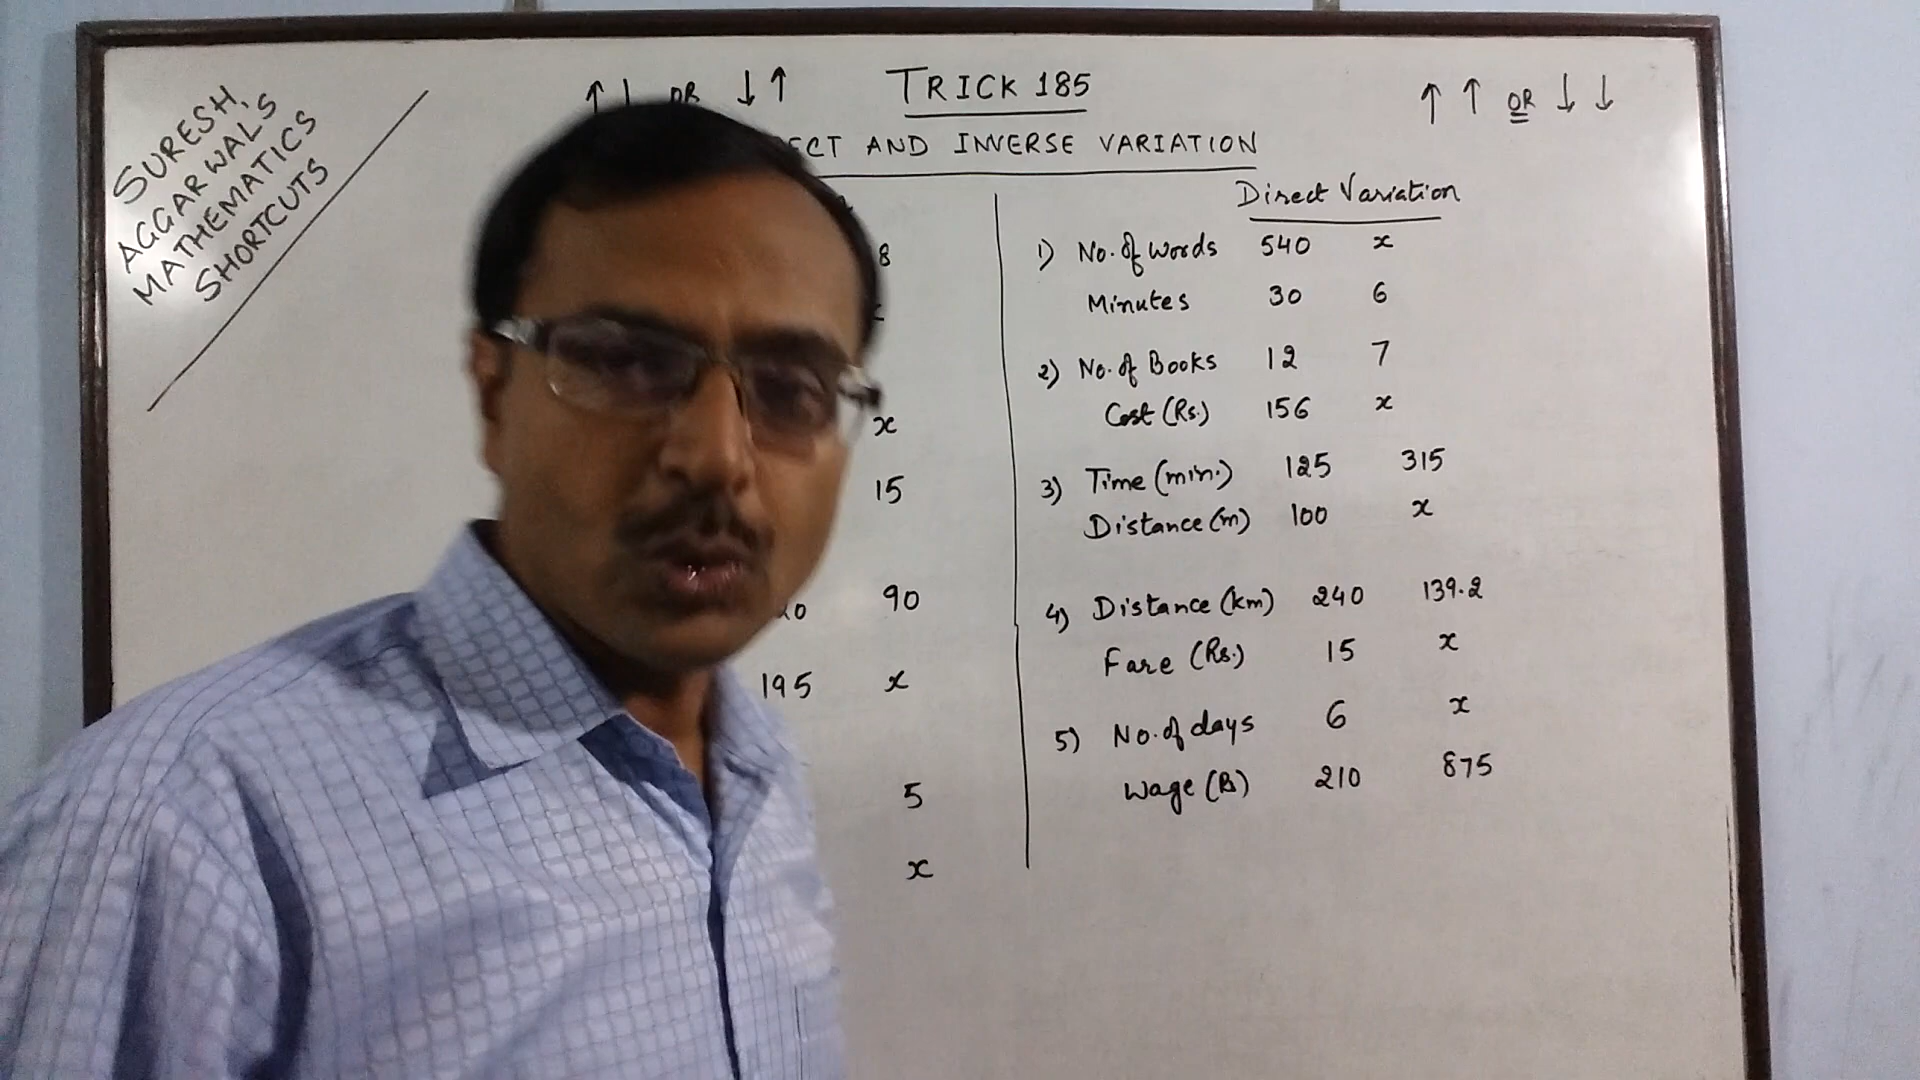 SURESH,
AGGARWAL'S
MATHEMATICS
SHORTCUTS
↑ ↓ OR ↓ ↑
TRICK 185
↑ ↑ OR ↓ ↓
AND INVERSE VARIATION
8
x
15
90
195 x
5
x
Direct Variation
1) No. of words 540 x
Minutes 30 6
2) No. of Books 12 7
Cost (Rs.) 156 x
3) Time (min.) 125 315
Distance (m) 100 x
4) Distance (km) 240 139.2
Fare (Rs.) 15 x
5) No. of days 6 x
Wage (Rs) 210 875